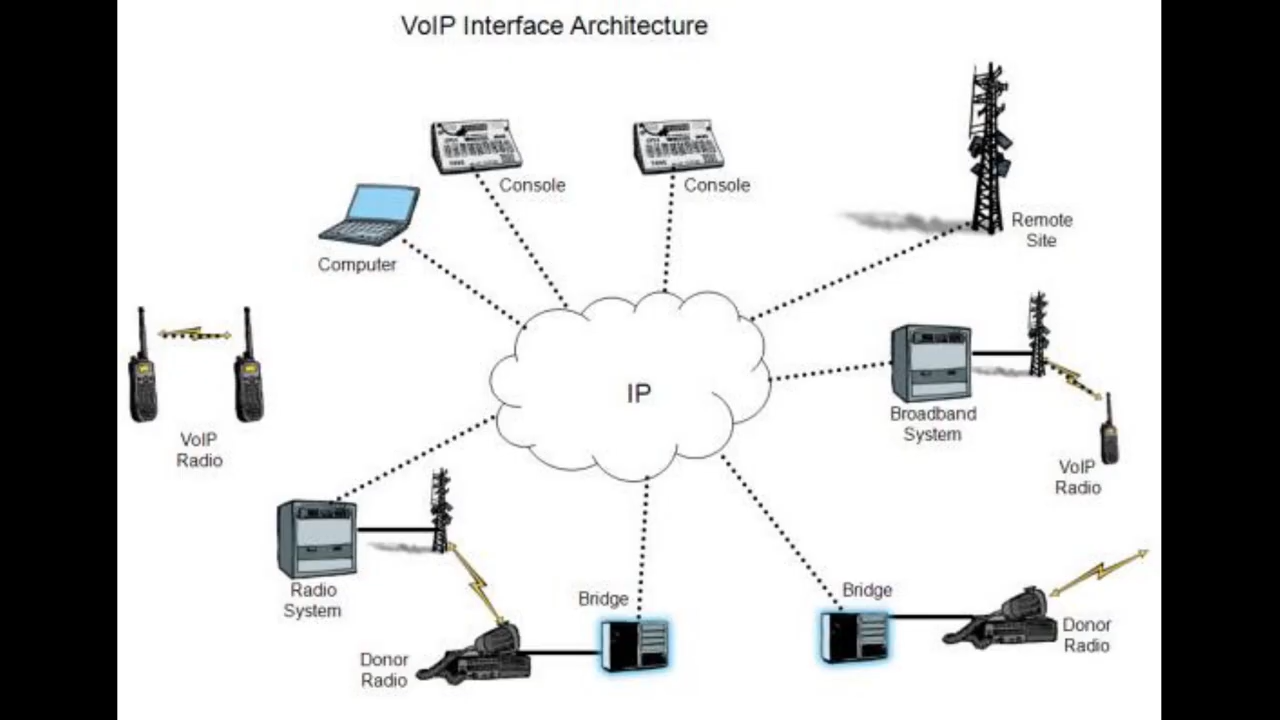 VoIP Interface Architecture
Console
Console
Computer
Remote
Site
IP
VoIP
Radio
Broadband
System
VoIP
Radio
Radio
System
Bridge
Bridge
Donor
Radio
Donor
Radio